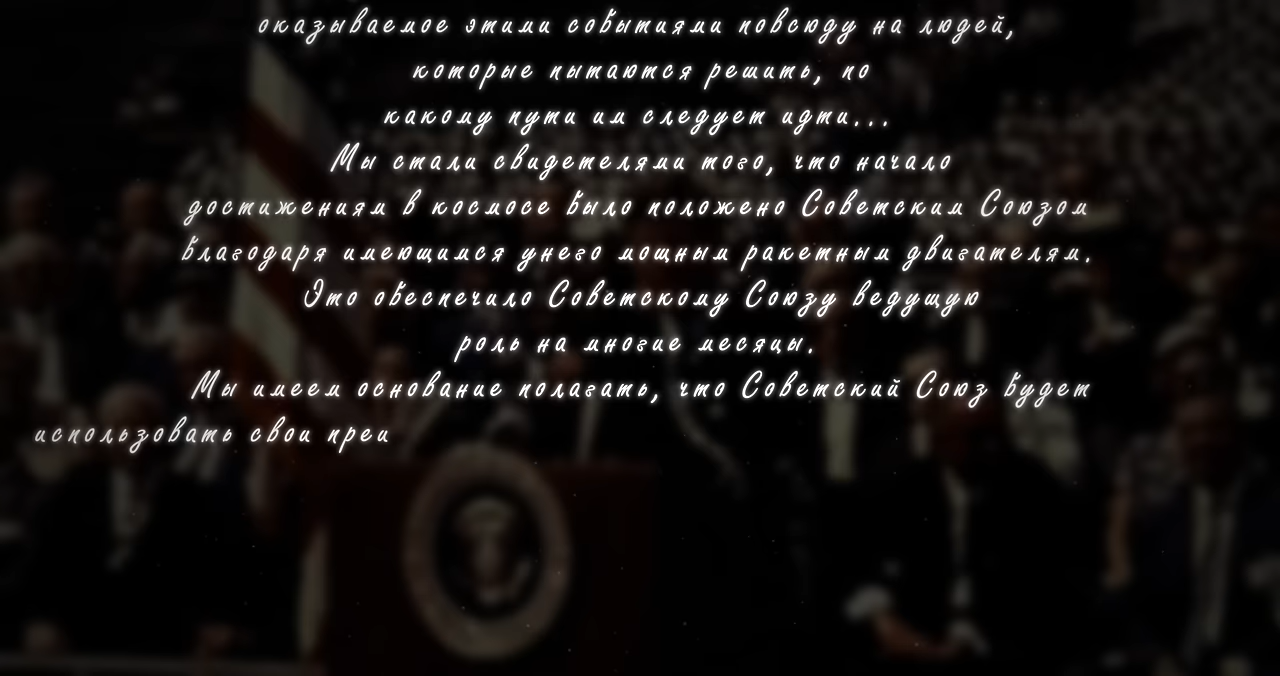 оказываемое этими событиями повсюду на людей,
которые пытаются решить, по
какому пути им следует идти...
Мы стали свидетелями того, что начало
достижениям в космосе было положено Советским Союзом
благодаря имеющимся унего мощным ракетным двигателям.
Это обеспечило Советскому Союзу ведущую
роль на многие месяцы.
Мы имеем основание полагать, что Советский Союз будет
использовать свои преи